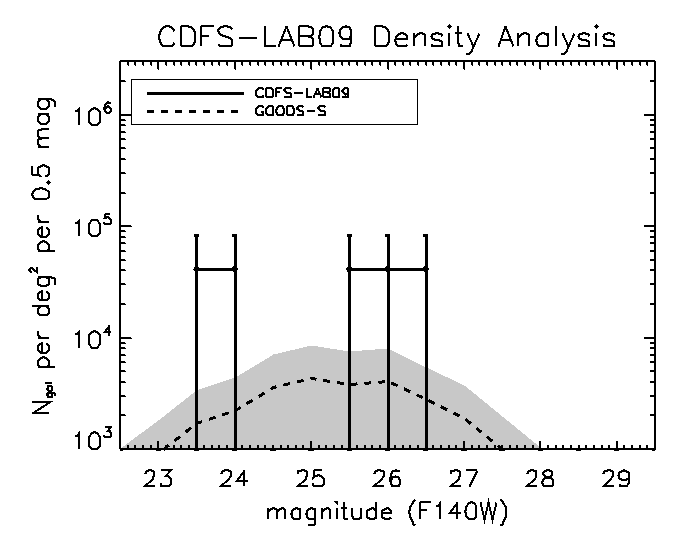 CDFS-LAB09 Density Analysis
CDFS-LAB09
GOODS-S
N_gal per deg² per 0.5 mag
10⁶
10⁵
10⁴
10³
23 24 25 26 27 28 29
magnitude (F140W)